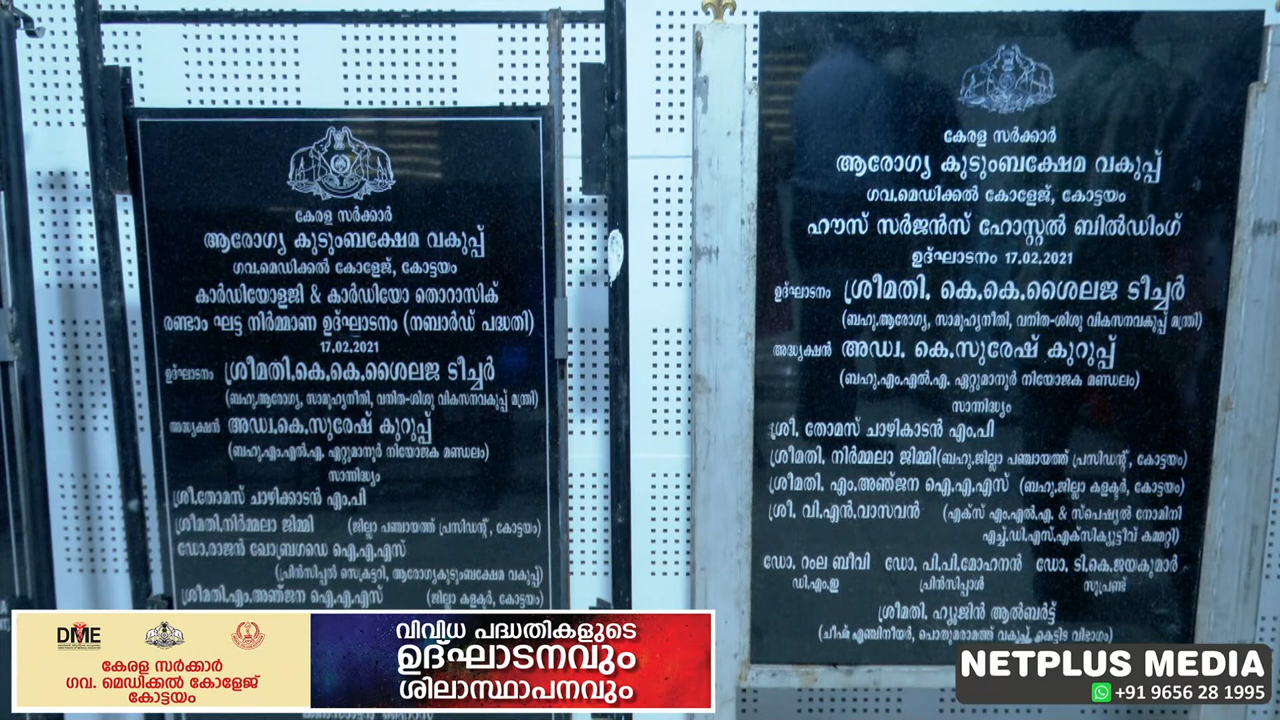 കേരള സർക്കാർ
ആരോഗ്യ കുടുംബക്ഷേമ വകുപ്പ്
ഗവ.മെഡിക്കൽ കോളേജ്, കോട്ടയം
കാർഡിയോളജി & കാർഡിയോ തൊറാസിക്
രണ്ടാം ഘട്ട നിർമ്മാണ ഉദ്ഘാടനം (നബാർഡ് പദ്ധതി)
17.02.2021
ഉദ്ഘാടനം ശ്രീമതി.കെ.കെ.ശൈലജ ടീച്ചർ
(ബഹു.ആരോഗ്യ, സാമൂഹ്യനീതി, വനിത-ശിശു വികസനവകുപ്പ് മന്ത്രി)
അദ്ധ്യക്ഷൻ അഡ്വ.കെ.സുരേഷ് കുറുപ്പ്
(ബഹു.എം.എൽ.എ. ഏറ്റുമാനൂർ നിയോജക മണ്ഡലം)
സാന്നിദ്ധ്യം
ശ്രീ.തോമസ് ചാഴിക്കാടൻ എം.പി
ശ്രീമതി.നിർമ്മലാ ജിമ്മി (ജില്ലാ പഞ്ചായത്ത് പ്രസിഡന്റ്, കോട്ടയം)
ഡോ.രാജൻ ഖോബ്രഗഡെ ഐ.എ.എസ്
(പ്രിൻസിപ്പൽ സെക്രട്ടറി, ആരോഗ്യകുടുംബക്ഷേമ വകുപ്പ്)
ശ്രീമതി.എം.അഞ്ജന ഐ.എ.എസ് (ജില്ലാ കളക്ടർ, കോട്ടയം)
കേരള സർക്കാർ
ആരോഗ്യ കുടുംബക്ഷേമ വകുപ്പ്
ഗവ.മെഡിക്കൽ കോളേജ്, കോട്ടയം
ഹൗസ് സർജൻസ് ഹോസ്റ്റൽ ബിൽഡിംഗ്
ഉദ്ഘാടനം 17.02.2021
ഉദ്ഘാടനം ശ്രീമതി. കെ.കെ.ശൈലജ ടീച്ചർ
(ബഹു.ആരോഗ്യ, സാമൂഹ്യനീതി, വനിത-ശിശു വികസനവകുപ്പ് മന്ത്രി)
അദ്ധ്യക്ഷൻ അഡ്വ. കെ.സുരേഷ് കുറുപ്പ്
(ബഹു.എം.എൽ.എ. ഏറ്റുമാനൂർ നിയോജക മണ്ഡലം)
സാന്നിദ്ധ്യം
ശ്രീ. തോമസ് ചാഴികാടൻ എം.പി
ശ്രീമതി. നിർമ്മലാ ജിമ്മി(ബഹു.ജില്ലാ പഞ്ചായത്ത് പ്രസിഡന്റ്, കോട്ടയം)
ശ്രീമതി. എം.അഞ്ജന ഐ.എ.എസ് (ബഹു.ജില്ലാ കളക്ടർ, കോട്ടയം)
ശ്രീ. വി.എൻ.വാസവൻ (എക്സ് എം.എൽ.എ. & സ്പെഷ്യൽ നോമിനി
എച്ച്.ഡി.എസ്.എക്സിക്യുട്ടീവ് കമ്മറ്റി)
ഡോ. റംല ബീവി ഡോ. പി.പി.മോഹനൻ ഡോ. ടി.കെ.ജയകുമാർ
ഡി.എം.ഇ പ്രിൻസിപ്പാൾ സൂപ്രണ്ട്
ശ്രീമതി. ഹ്യൂജിൻ ആൽബർട്ട്
(ചീഫ് എഞ്ചിനീയർ, പൊതുമരാമത്ത് വകുപ്പ്, കെട്ടിട വിഭാഗം)
DME
കേരള സർക്കാർ
ഗവ. മെഡിക്കൽ കോളേജ്
കോട്ടയം
വിവിധ പദ്ധതികളുടെ
ഉദ്ഘാടനവും
ശിലാസ്ഥാപനവും
NETPLUS MEDIA
+91 9656 28 1995